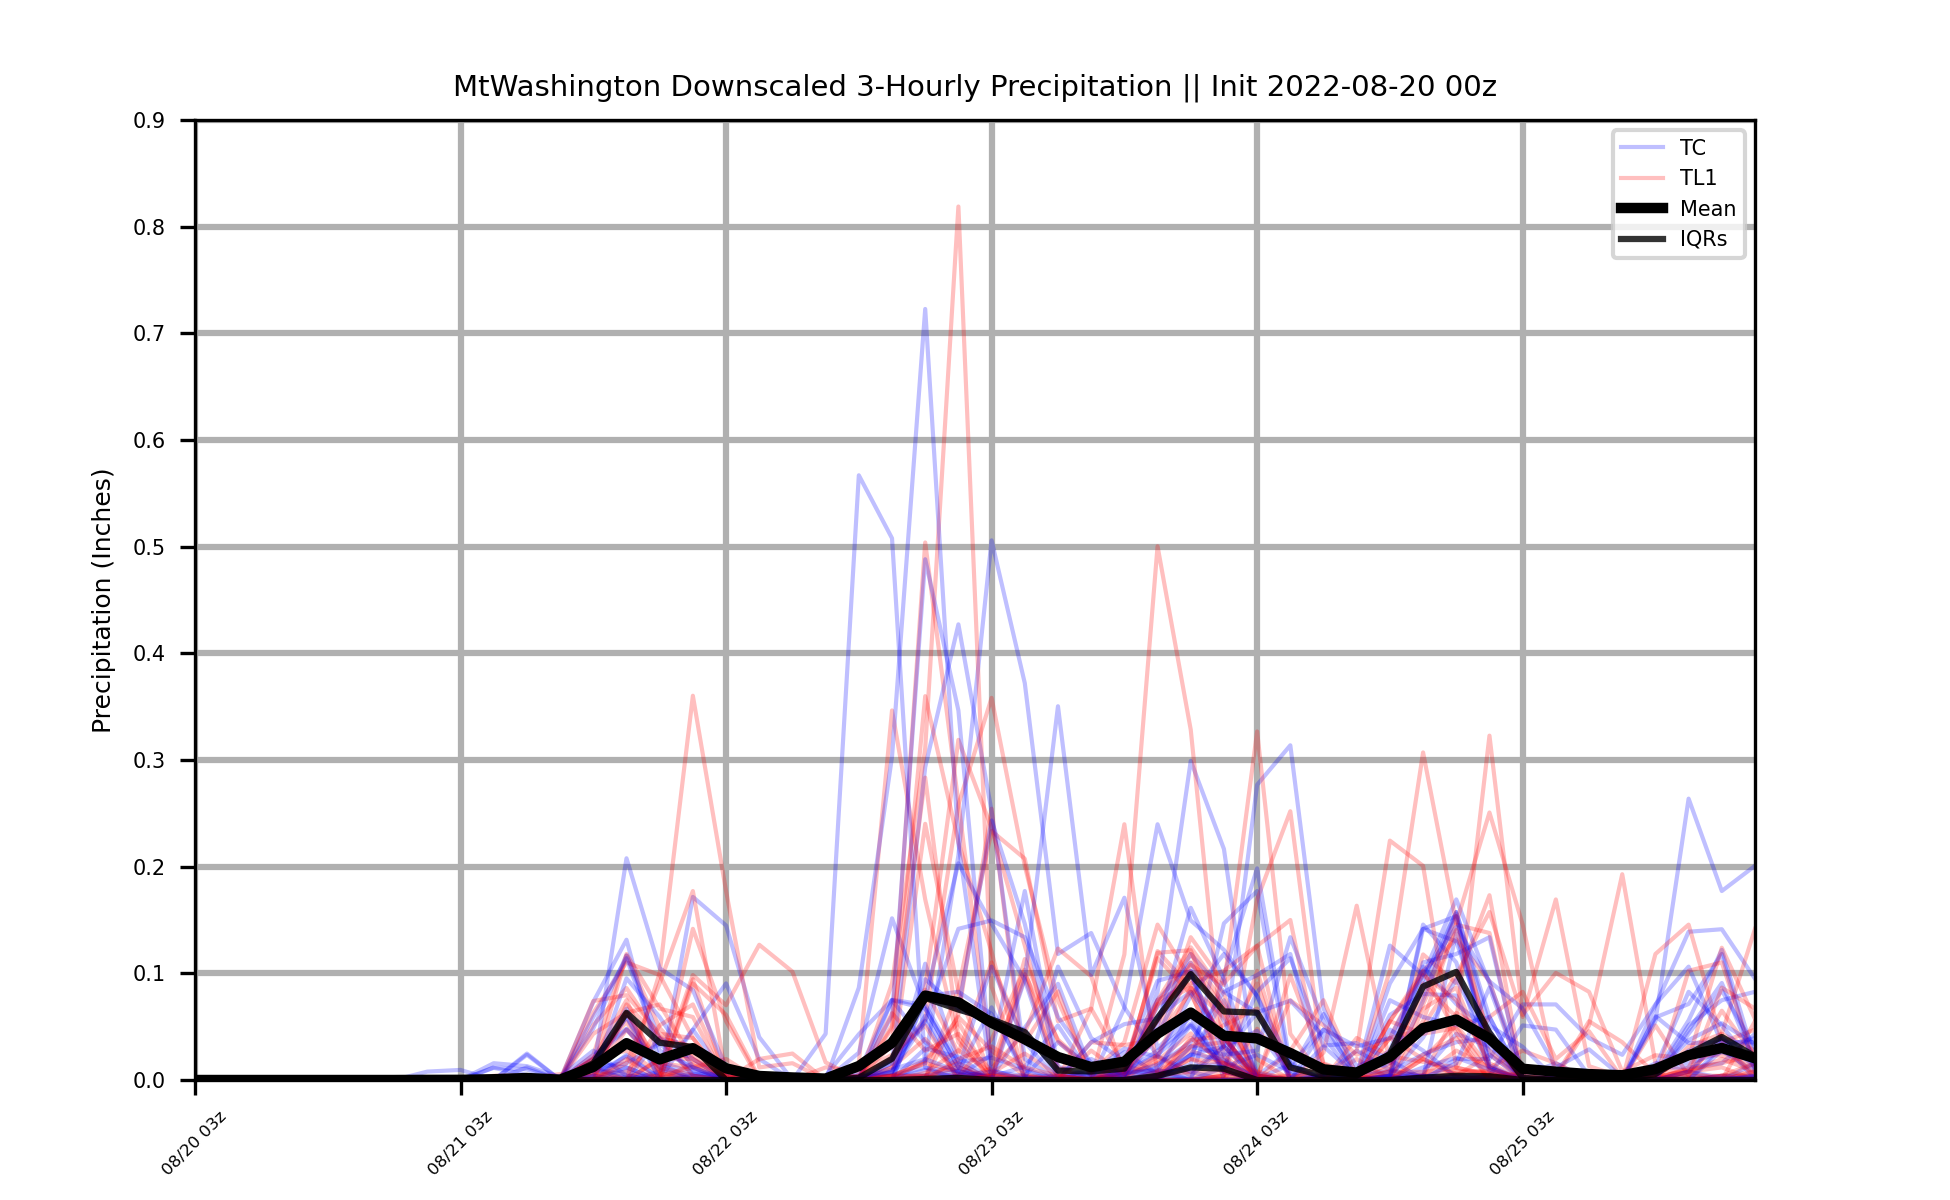 MtWashington Downscaled 3-Hourly Precipitation || Init 2022-08-20 00z
TC
TL1
Mean
IQRs
Precipitation (Inches)
0.9
0.8
0.7
0.6
0.5
0.4
0.3
0.2
0.1
0.0
08/20 03z
08/21 03z
08/22 03z
08/23 03z
08/24 03z
08/25 03z